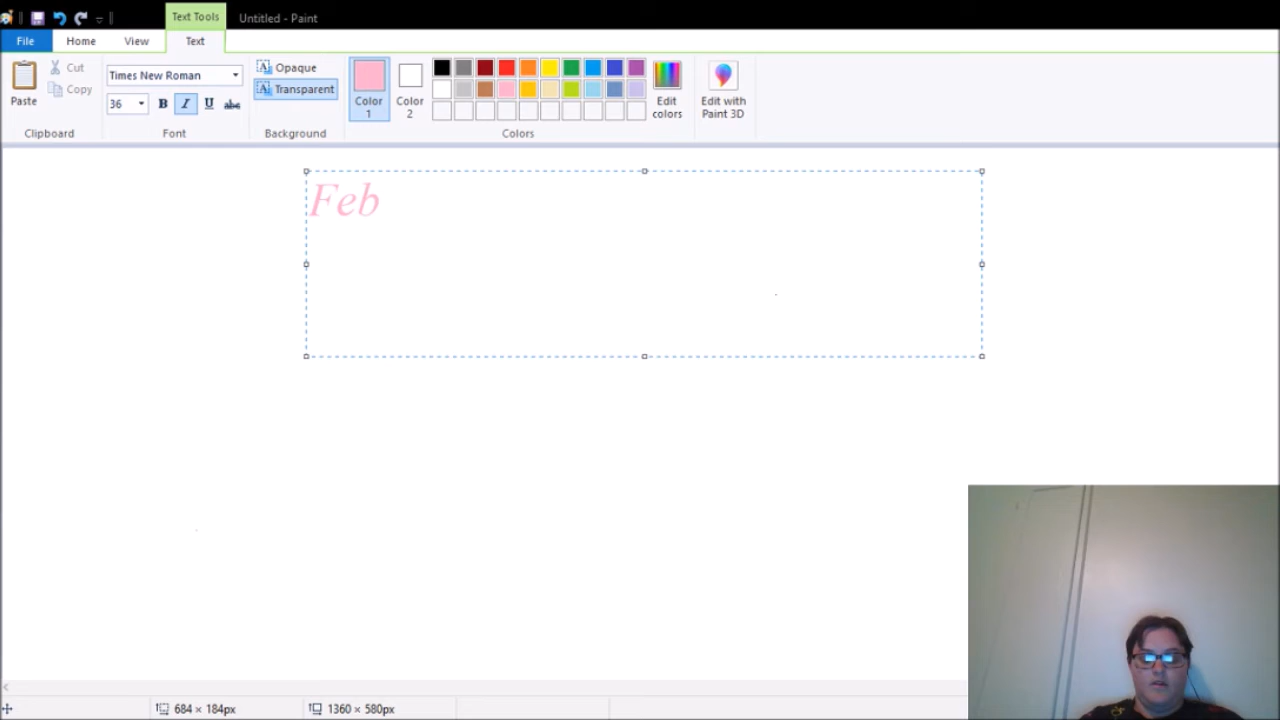 Text Tools
Untitled - Paint
File
Home
View
Text
Paste
Cut
Copy
Clipboard
Times New Roman
36
B
I
U
abc
Font
A Opaque
A Transparent
Background
Color 1
Color 2
Edit colors
Colors
Edit with Paint 3D
Feb
684 × 184px
1360 × 580px